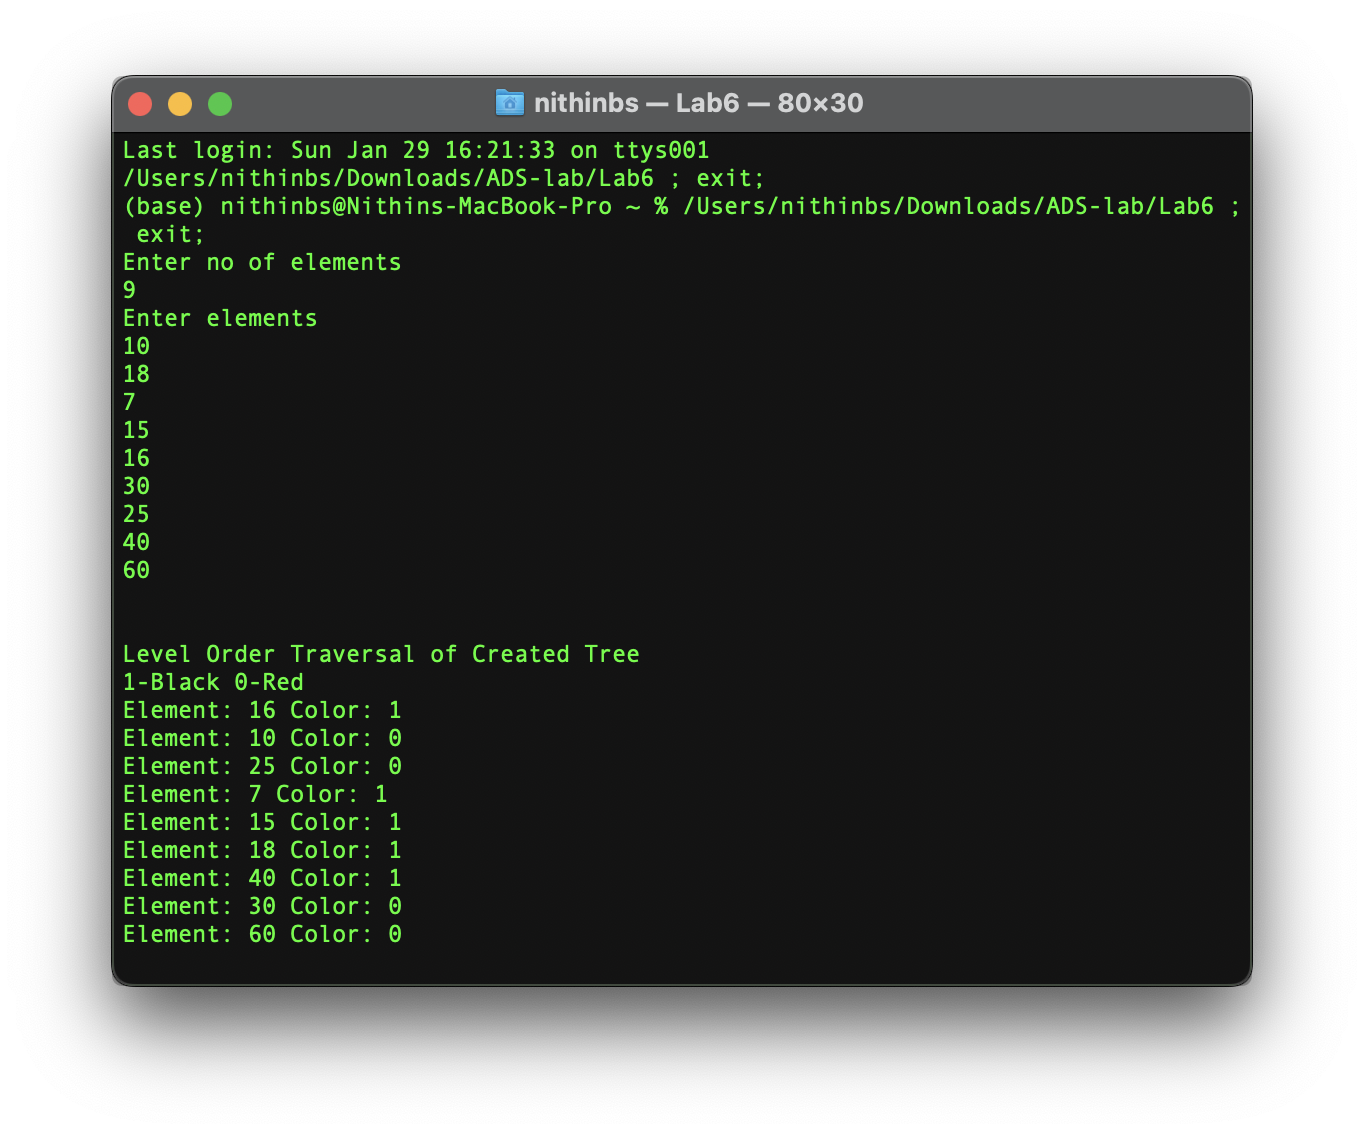 nithinbs — Lab6 — 80×30
Last login: Sun Jan 29 16:21:33 on ttys001
/Users/nithinbs/Downloads/ADS-lab/Lab6 ; exit;
(base) nithinbs@Nithins-MacBook-Pro ~ % /Users/nithinbs/Downloads/ADS-lab/Lab6 ;
 exit;
Enter no of elements
9
Enter elements
10
18
7
15
16
30
25
40
60
Level Order Traversal of Created Tree
1-Black 0-Red
Element: 16 Color: 1
Element: 10 Color: 0
Element: 25 Color: 0
Element: 7 Color: 1
Element: 15 Color: 1
Element: 18 Color: 1
Element: 40 Color: 1
Element: 30 Color: 0
Element: 60 Color: 0